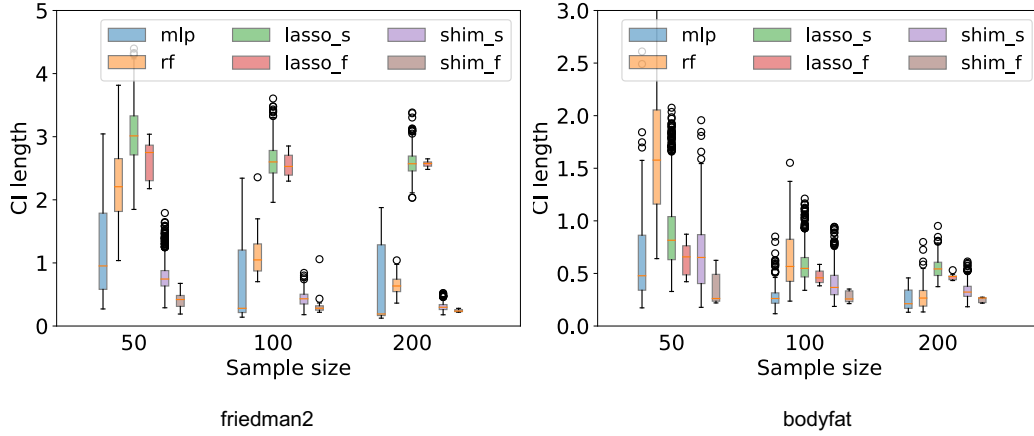 5
4
3
2
1
0
CI length
mlp
rf
lasso_s
lasso_f
shim_s
shim_f
50
100
200
Sample size
friedman2
3.0
2.5
2.0
1.5
1.0
0.5
0.0
CI length
mlp
rf
lasso_s
lasso_f
shim_s
shim_f
50
100
200
Sample size
bodyfat